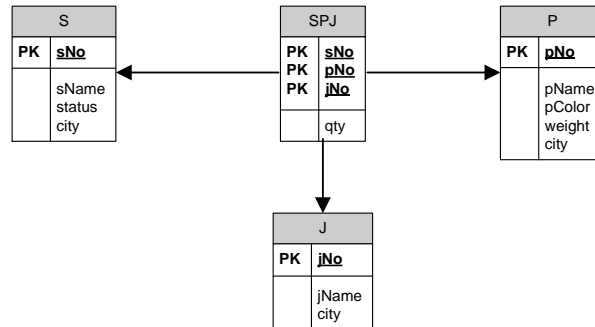 S
PK sNo
sName
status
city
SPJ
PK sNo
PK pNo
PK jNo
qty
P
PK pNo
pName
pColor
weight
city
J
PK jNo
jName
city